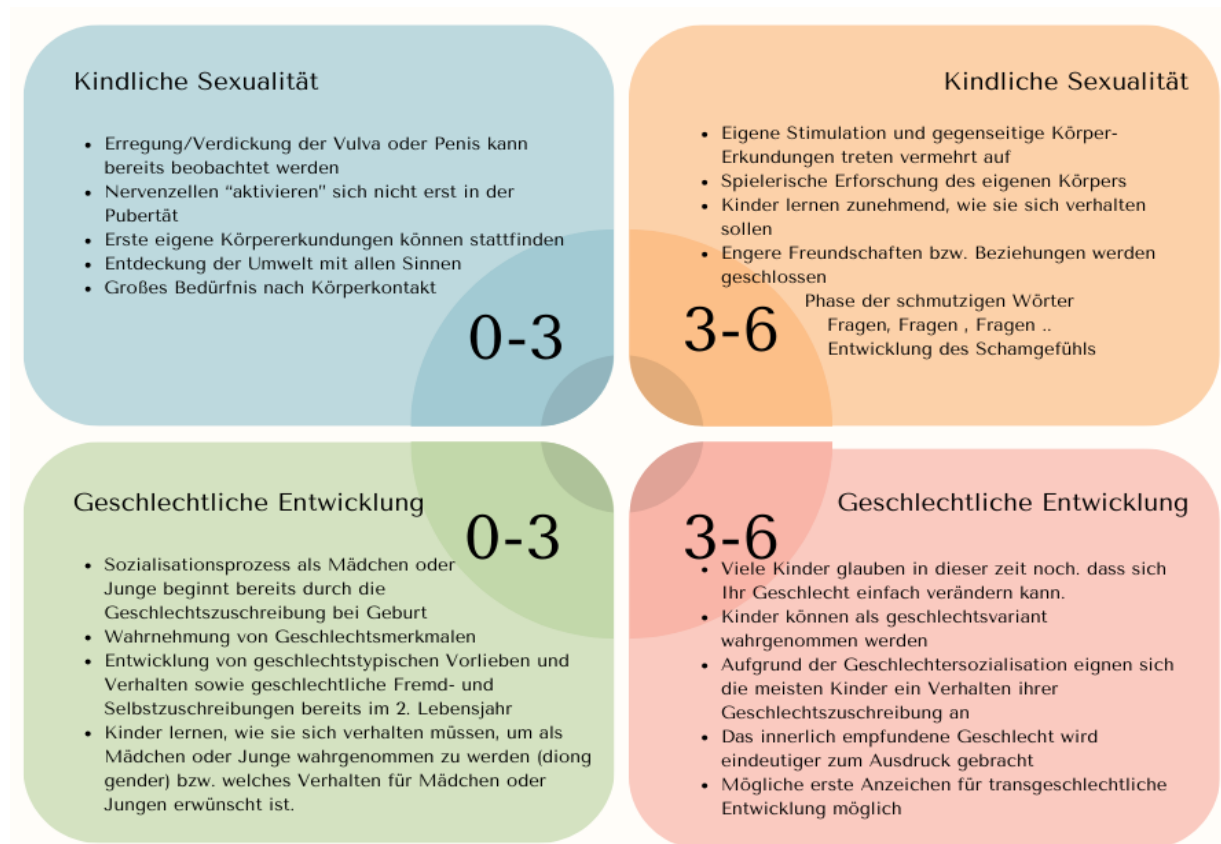 Kindliche Sexualität
Erregung/Verdickung der Vulva oder Penis kann
bereits beobachtet werden
Nervenzellen “aktivieren” sich nicht erst in der
Pubertät
Erste eigene Körpererkundungen können stattfinden
Entdeckung der Umwelt mit allen Sinnen
Großes Bedürfnis nach Körperkontakt
0-3
Kindliche Sexualität
Eigene Stimulation und gegenseitige Körper-
Erkundungen treten vermehrt auf
Spielerische Erforschung des eigenen Körpers
Kinder lernen zunehmend, wie sie sich verhalten
sollen
Engere Freundschaften bzw. Beziehungen werden
geschlossen
Phase der schmutzigen Wörter
Fragen, Fragen , Fragen ..
Entwicklung des Schamgefühls
3-6
Geschlechtliche Entwicklung
0-3
Sozialisationsprozess als Mädchen oder
Junge beginnt bereits durch die
Geschlechtszuschreibung bei Geburt
Wahrnehmung von Geschlechtsmerkmalen
Entwicklung von geschlechtstypischen Vorlieben und
Verhalten sowie geschlechtliche Fremd- und
Selbstzuschreibungen bereits im 2. Lebensjahr
Kinder lernen, wie sie sich verhalten müssen, um als
Mädchen oder Junge wahrgenommen zu werden (diong
gender) bzw. welches Verhalten für Mädchen oder
Jungen erwünscht ist.
Geschlechtliche Entwicklung
3-6
Viele Kinder glauben in dieser zeit noch. dass sich
Ihr Geschlecht einfach verändern kann.
Kinder können als geschlechtsvariant
wahrgenommen werden
Aufgrund der Geschlechtersozialisation eignen sich
die meisten Kinder ein Verhalten ihrer
Geschlechtszuschreibung an
Das innerlich empfundene Geschlecht wird
eindeutiger zum Ausdruck gebracht
Mögliche erste Anzeichen für transgeschlechtliche
Entwicklung möglich